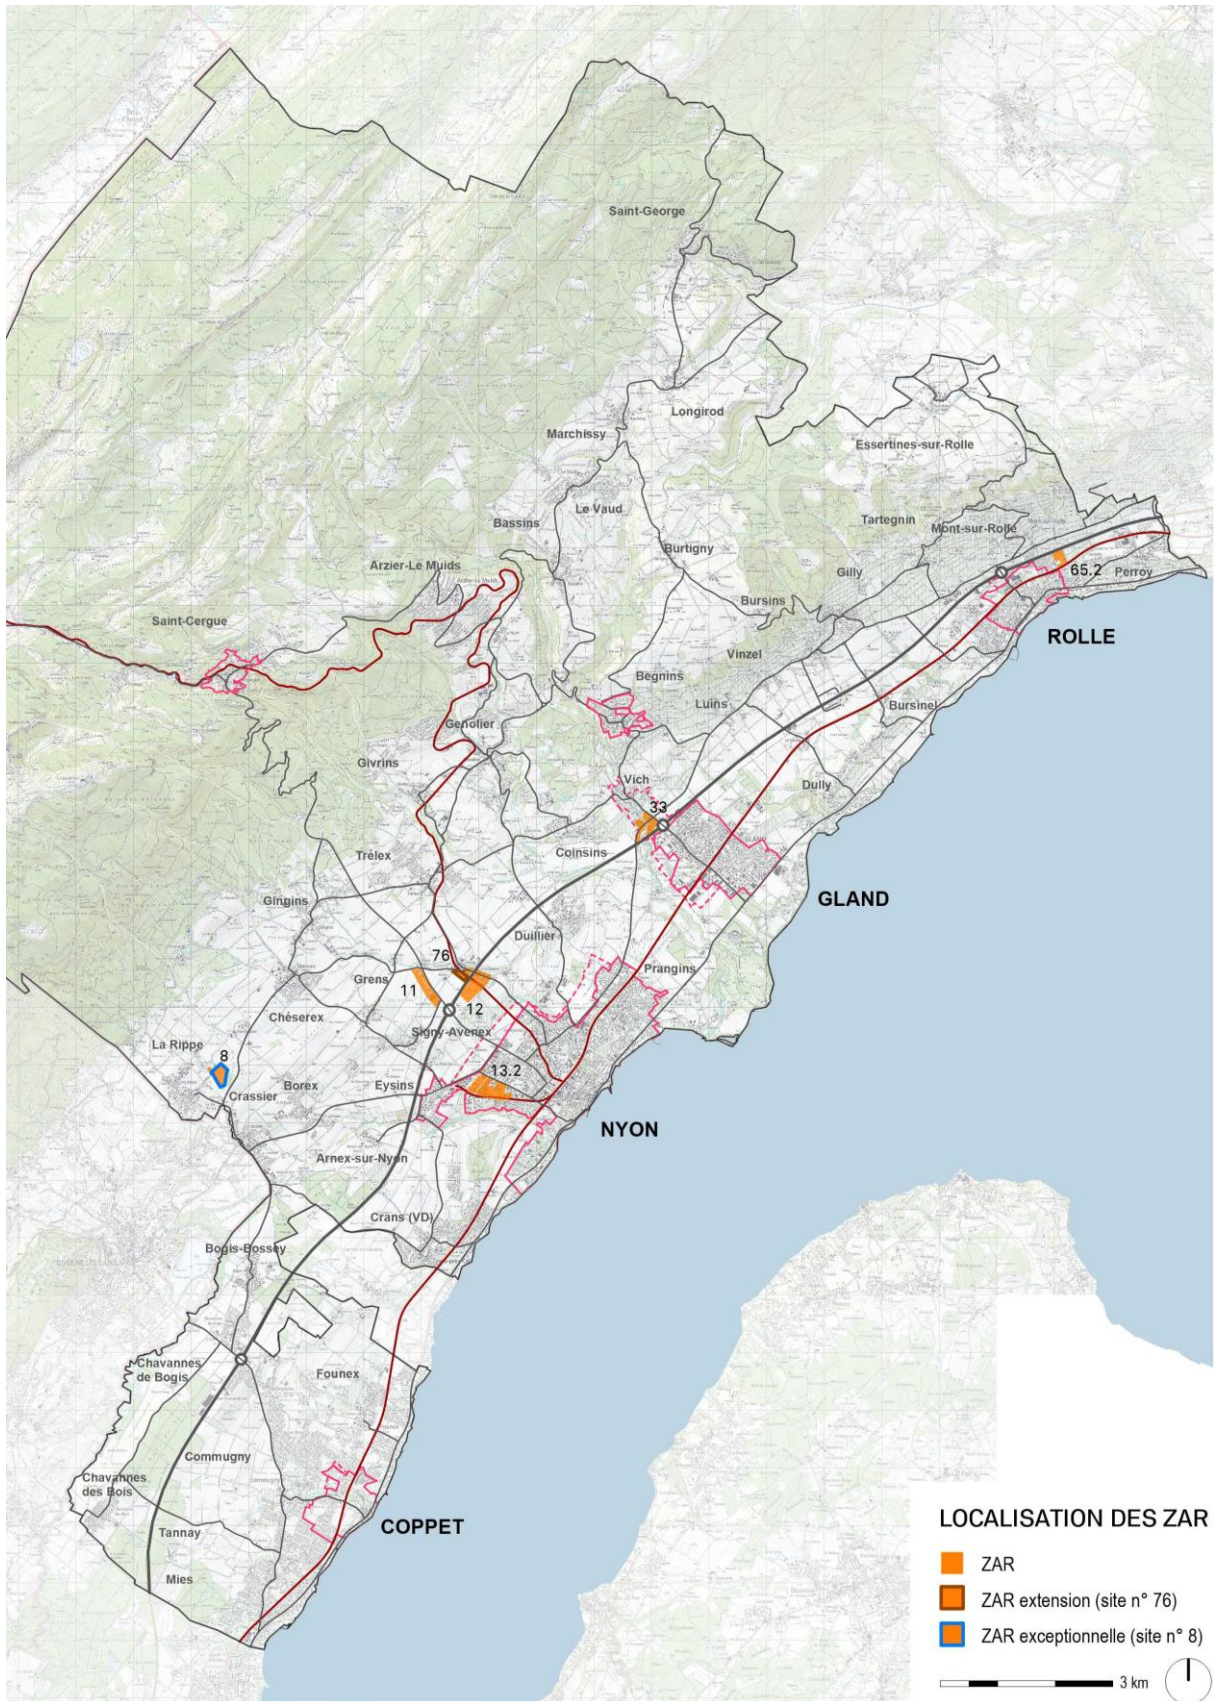 Saint-George
Longirod
Marchissy
Essertines-sur-Rolle
Le Vaud
Bassins
Tartegnin
Mont-sur-Rolle
Burtigny
Arzier-Le Muids
Gilly
65.2
Perroy
Bursins
Saint-Cergue
ROLLE
Vinzel
Begnins
Luins
Bursinel
Genolier
Givrins
Vich
Dully
33
GLAND
Coinsins
Trélex
Gingins
GLAND
Duillier
76
Prangins
Grens
11
12
Chéserex
Signy-Avenex
La Rippe
8
13.2
Borex
Eysins
Crassier
NYON
Arnex-sur-Nyon
Crans (VD)
Bogis-Bossey
Chavannes
de Bogis
Founex
Commugny
Chavannes
des Bois
COPPET
Tannay
Mies
LOCALISATION DES ZAR
ZAR
ZAR extension (site n° 76)
ZAR exceptionnelle (site n° 8)
3 km